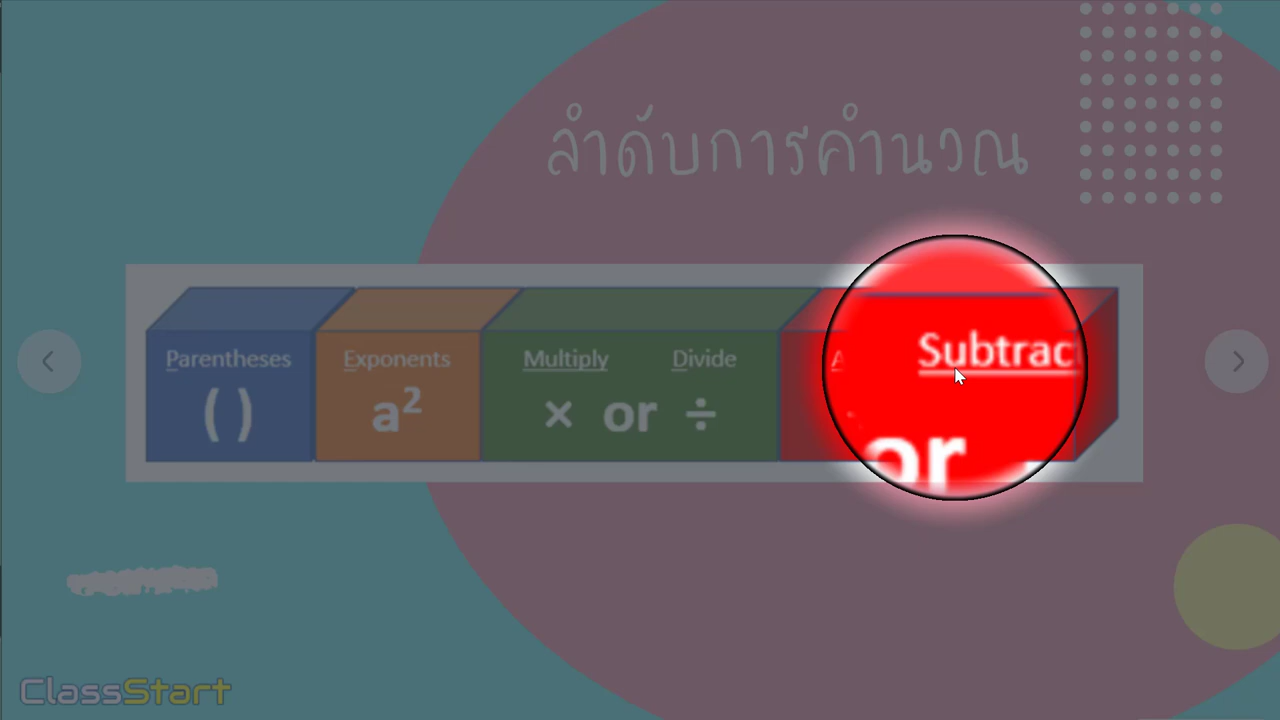 ลำดับการคำนวณ
Parentheses Exponents Multiply Divide Subtrac
( ) a² × or ÷ or
ClassStart